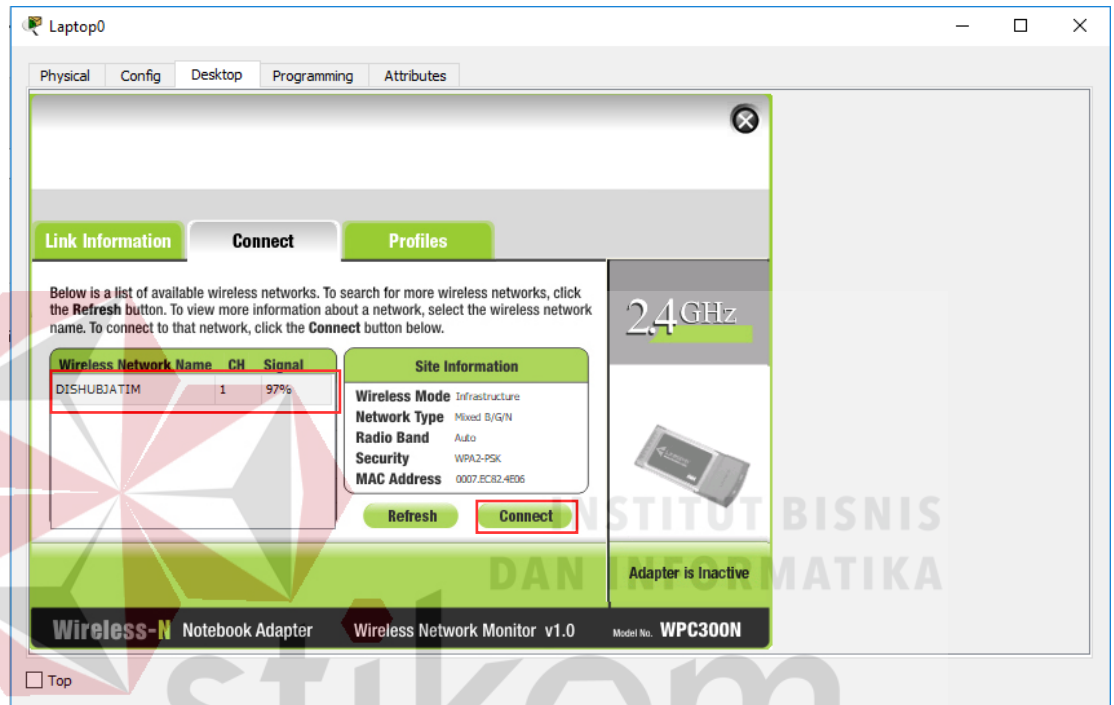 Laptop0
Physical Config Desktop Programming Attributes
Link Information Connect Profiles
Below is a list of available wireless networks. To search for more wireless networks, click
the Refresh button. To view more information about a network, select the wireless network
name. To connect to that network, click the Connect button below.
2,4 GHz
Wireless Network Name CH Signal
DISHUBJATIM 1 97%
Site Information
Wireless Mode Infrastructure
Network Type Mixed B/G/N
Radio Band Auto
Security WPA2-PSK
MAC Address 0007.EC82.4E06
Refresh Connect
INSTITUT BISNIS
DAN INFORMATIKA
Adapter is Inactive
Wireless-N Notebook Adapter Wireless Network Monitor v1.0 Model No. WPC300N
Top
stikom